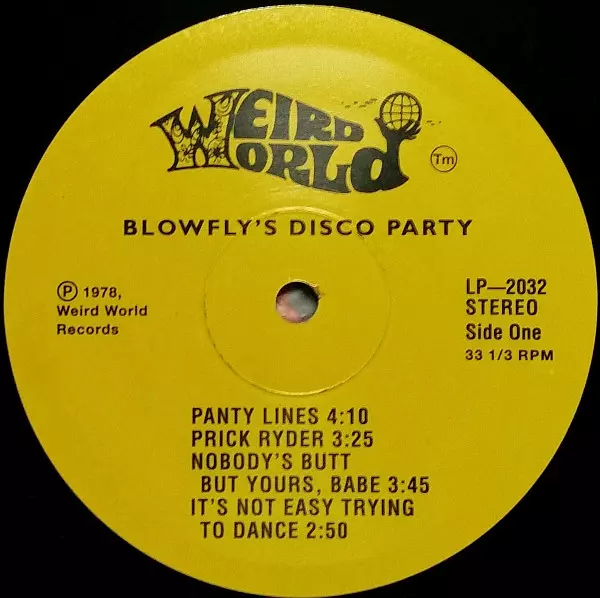 WEIRD
WORLD
TM
BLOWFLY'S DISCO PARTY
℗ 1978,
Weird World
Records
LP—2032
STEREO
Side One
33 1/3 RPM
PANTY LINES 4:10
PRICK RYDER 3:25
NOBODY'S BUTT
BUT YOURS, BABE 3:45
IT'S NOT EASY TRYING
TO DANCE 2:50